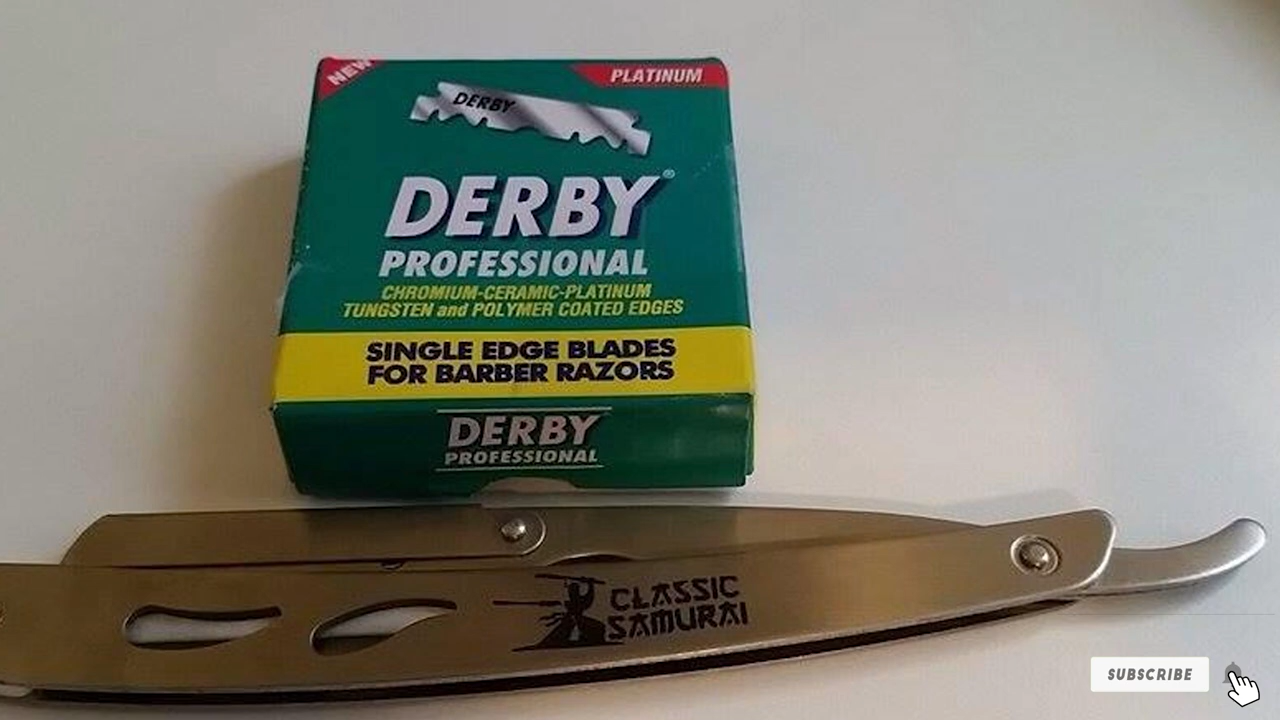 NEW
PLATINUM
DERBY
DERBY®
PROFESSIONAL
CHROMIUM-CERAMIC-PLATINUM
TUNGSTEN and POLYMER COATED EDGES
SINGLE EDGE BLADES
FOR BARBER RAZORS
DERBY
PROFESSIONAL
CLASSIC
SAMURAI
SUBSCRIBE